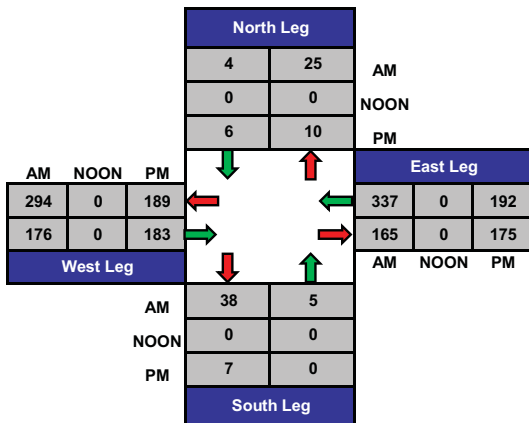 North Leg
4 25 AM
0 0 NOON
6 10 PM
AM NOON PM
East Leg
294 0 189
337 0 192
176 0 183
165 0 175
West Leg
AM NOON PM
AM 38 5
NOON 0 0
PM 7 0
South Leg